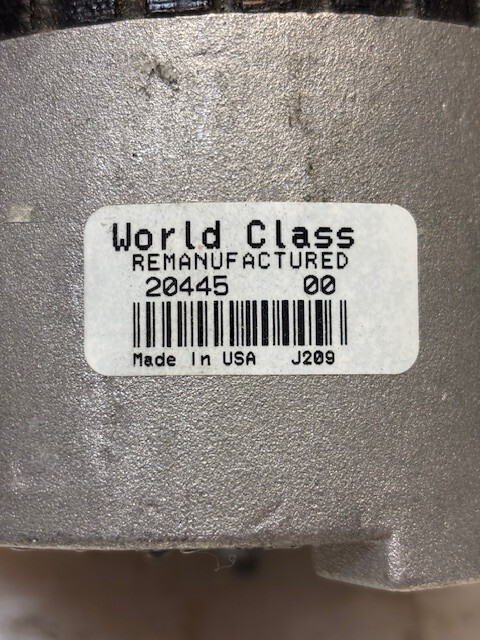 World Class
REMANUFACTURED
20445 00
Made In USA J209